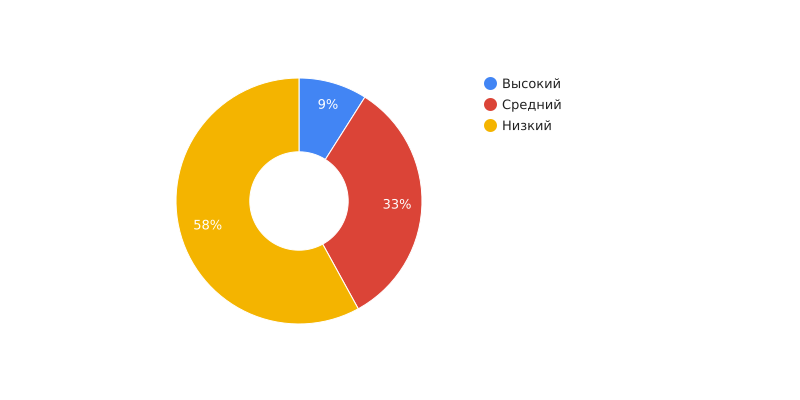 9%
33%
58%
Высокий
Средний
Низкий